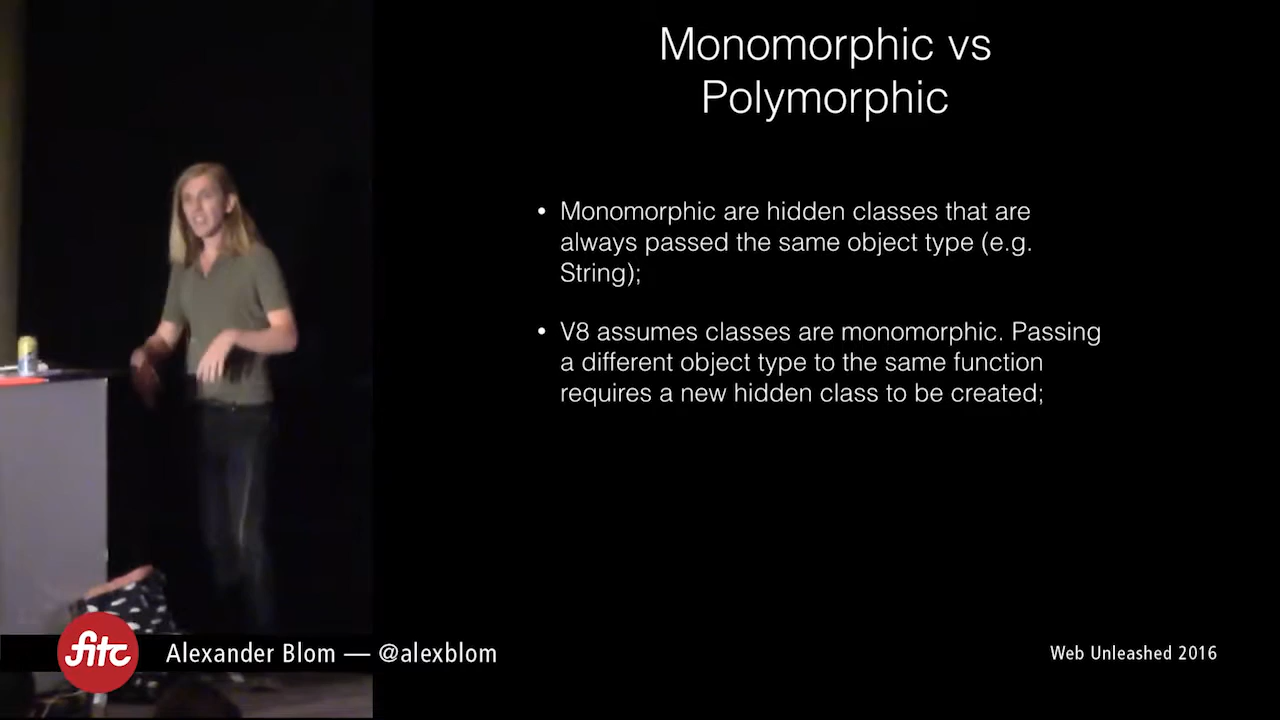 Monomorphic vs
Polymorphic
• Monomorphic are hidden classes that are
always passed the same object type (e.g.
String);
• V8 assumes classes are monomorphic. Passing
a different object type to the same function
requires a new hidden class to be created;
fitc
Alexander Blom — @alexblom
Web Unleashed 2016